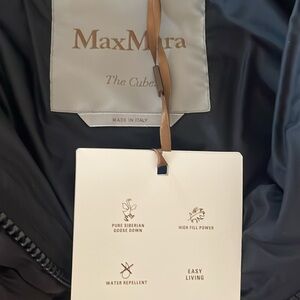 MaxMara
The Cube
MADE IN ITALY
PURE SIBERIAN
GOOSE DOWN
HIGH FILL POWER
WATER REPELLENT
EASY
LIVING